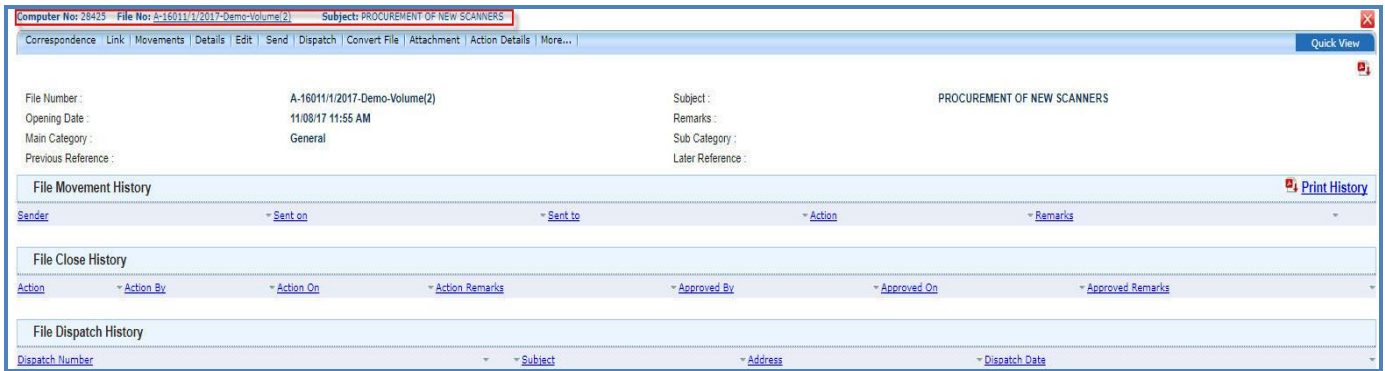 Computer No: 28425 File No: A-16011/1/2017-Demo-Volume(2) Subject: PROCUREMENT OF NEW SCANNERS
Correspondence | Link | Movements | Details | Edit | Send | Dispatch | Convert File | Attachment | Action Details | More... |
Quick View
File Number : A-16011/1/2017-Demo-Volume(2) Subject : PROCUREMENT OF NEW SCANNERS
Opening Date : 11/08/17 11:55 AM Remarks :
Main Category : General Sub Category :
Previous Reference : Later Reference :
File Movement History Print History
Sender Sent on Sent to Action Remarks
File Close History
Action Action By Action On Action Remarks Approved By Approved On Approved Remarks
File Dispatch History
Dispatch Number Subject Address Dispatch Date